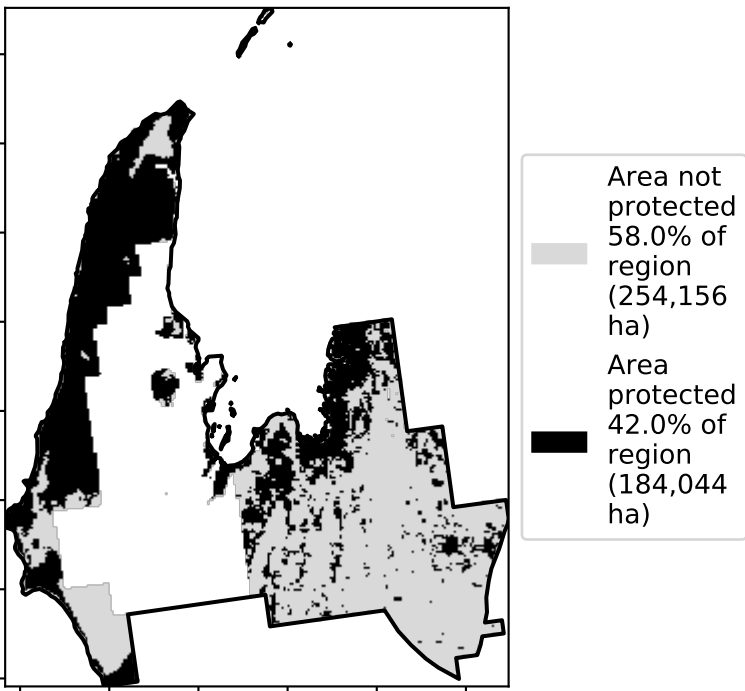 Area not
protected
58.0% of
region
(254,156
ha)
Area
protected
42.0% of
region
(184,044
ha)